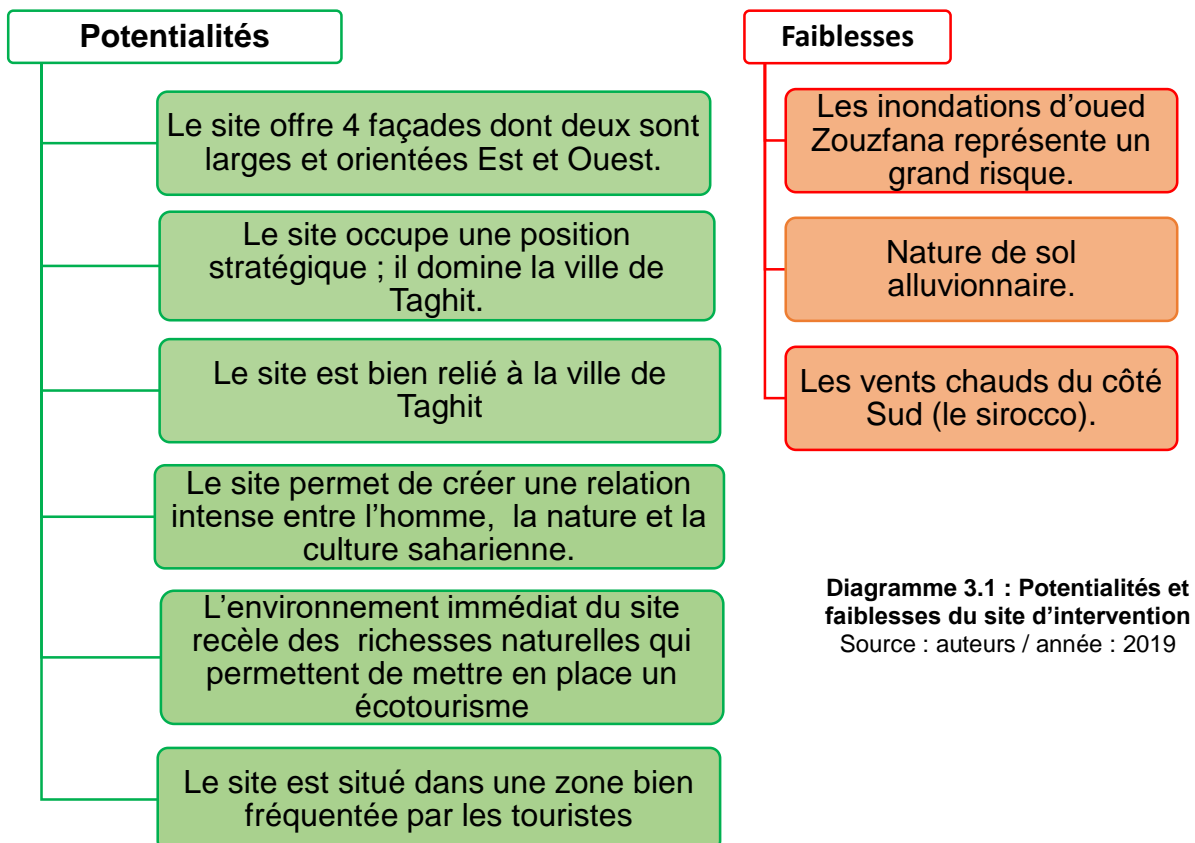 Potentialités
Le site offre 4 façades dont deux sont
larges et orientées Est et Ouest.
Le site occupe une position
stratégique ; il domine la ville de
Taghit.
Le site est bien relié à la ville de
Taghit
Le site permet de créer une relation
intense entre l’homme, la nature et la
culture saharienne.
L’environnement immédiat du site
recèle des richesses naturelles qui
permettent de mettre en place un
écotourisme
Le site est situé dans une zone bien
fréquentée par les touristes
Faiblesses
Les inondations d’oued
Zouzfana représente un
grand risque.
Nature de sol
alluvionnaire.
Les vents chauds du côté
Sud (le sirocco).
Diagramme 3.1 : Potentialités et
faiblesses du site d’intervention
Source : auteurs / année : 2019